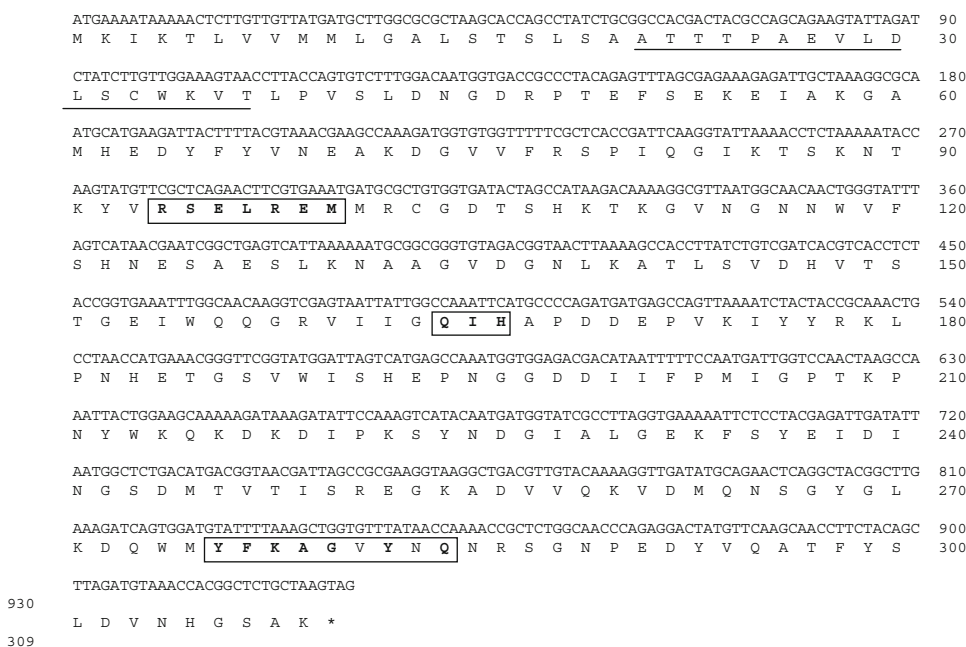 ATGAAAATAAAAACTCTTGTTGTTATGATGCTTGGCGCGCTAAGCACCAGCCTATCTGCGGCCACGACTACGCCAGCAGAAGTATTAGAT 90
M K I K T L V V M M L G A L S T S L S A A T T T P A E V L D 30
CTATCTTGTTGGAAAGTAACCTTACCAGTGTCTTTGGACAATGGTGACCGCCCTACAGAGTTTAGCGAGAAAGAGATTGCTAAAGGCGCA 180
L S C W K V T L P V S L D N G D R P T E F S E K E I A K G A 60
ATGCATGAAGATTACTTTTACGTAAACGAAGCCAAAGATGGTGTGGTTTTTCGCTCACCGATTCAAGGTATTAAAACCTCTAAAAATACC 270
M H E D Y F Y V N E A K D G V V F R S P I Q G I K T S K N T 90
AAGTATGTTCGCTCAGAACTTCGTGAAATGATGCGCTGTGGTGATACTAGCCATAAGACAAAAGGCGTTAATGGCAACAACTGGGTATTT 360
K Y V R S E L R E M M R C G D T S H K T K G V N G N N W V F 120
AGTCATAACGAATCGGCTGAGTCATTAAAAAATGCGGCGGGTGTAGACGGTAACTTAAAAGCCACCTTATCTGTCGATCACGTCACCTCT 450
S H N E S A E S L K N A A G V D G N L K A T L S V D H V T S 150
ACCGGTGAAATTTGGCAACAAGGTCGAGTAATTATTGGCCAAATTCATGCCCCAGATGATGAGCCAGTTAAAATCTACTACCGCAAACTG 540
T G E I W Q Q G R V I I G Q I H A P D D E P V K I Y Y R K L 180
CCTAACCATGAAACGGGTTCGGTATGGATTAGTCATGAGCCAAATGGTGGAGACGACATAATTTTTCCAATGATTGGTCCAACTAAGCCA 630
P N H E T G S V W I S H E P N G G D D I I F P M I G P T K P 210
AATTACTGGAAGCAAAAAGATAAAGATATTCCAAAGTCATACAATGATGGTATCGCCTTAGGTGAAAAATTCTCCTACGAGATTGATATT 720
N Y W K Q K D K D I P K S Y N D G I A L G E K F S Y E I D I 240
AATGGCTCTGACATGACGGTAACGATTAGCCGCGAAGGTAAGGCTGACGTTGTACAAAAGGTTGATATGCAGAACTCAGGCTACGGCTTG 810
N G S D M T V T I S R E G K A D V V Q K V D M Q N S G Y G L 270
AAAGATCAGTGGATGTATTTTAAAGCTGGTGTTTATAACCAAAACCGCTCTGGCAACCCAGAGGACTATGTTCAAGCAACCTTCTACAGC 900
K D Q W M Y F K A G V Y N Q N R S G N P E D Y V Q A T F Y S 300
TTAGATGTAAACCACGGCTCTGCTAAGTAG
930
L D V N H G S A K *
309